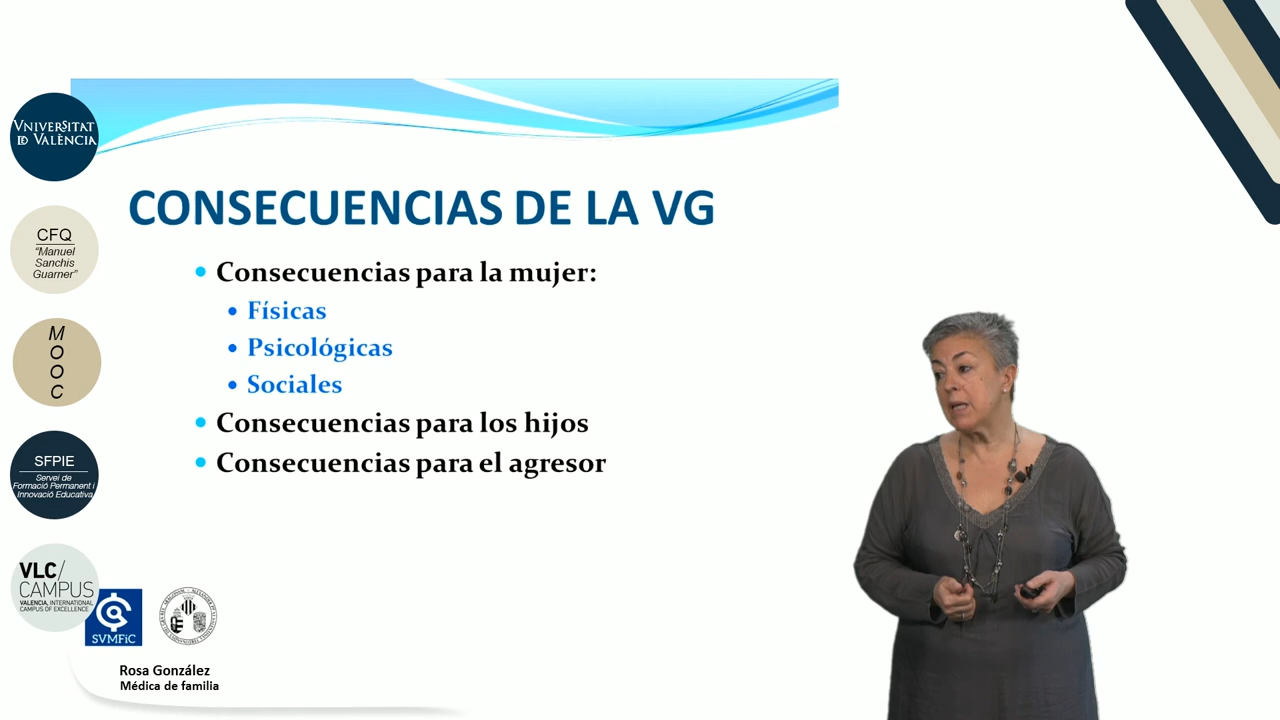 VNIVERSITAT
ID VALÈNCIA
CFQ
“Manuel
Sanchis
Guarner”
M
O
O
C
SFPIE
Servei de
Formació Permanent i
Innovació Educativa
VLC/
CAMPUS
VALENCIA, INTERNATIONAL
CAMPUS OF EXCELLENCE
CONSECUENCIAS DE LA VG
• Consecuencias para la mujer:
• Físicas
• Psicológicas
• Sociales
• Consecuencias para los hijos
• Consecuencias para el agresor
SVMFiC
Rosa González
Médica de familia